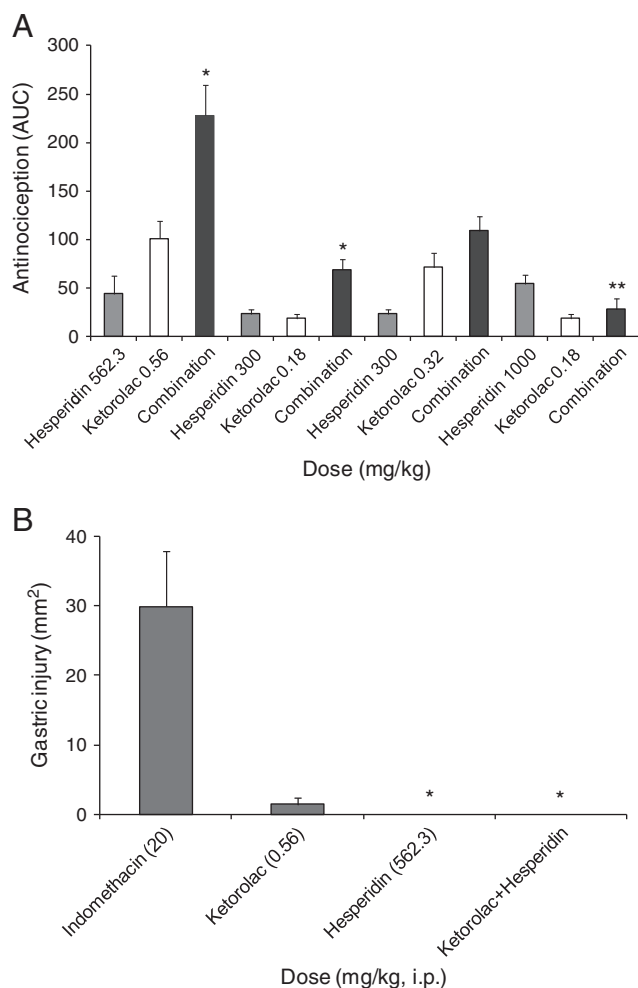 A
300
250
200
150
100
50
0
Antinociception (AUC)
*
*
**
Hesperidin 562.3
Ketorolac 0.56
Combination
Hesperidin 300
Ketorolac 0.18
Combination
Hesperidin 300
Ketorolac 0.32
Combination
Hesperidin 1000
Ketorolac 0.18
Combination
Dose (mg/kg)
B
40
30
20
10
0
Gastric injury (mm²)
*
*
Indomethacin (20)
Ketorolac (0.56)
Hesperidin (562.3)
Ketorolac+Hesperidin
Dose (mg/kg, i.p.)